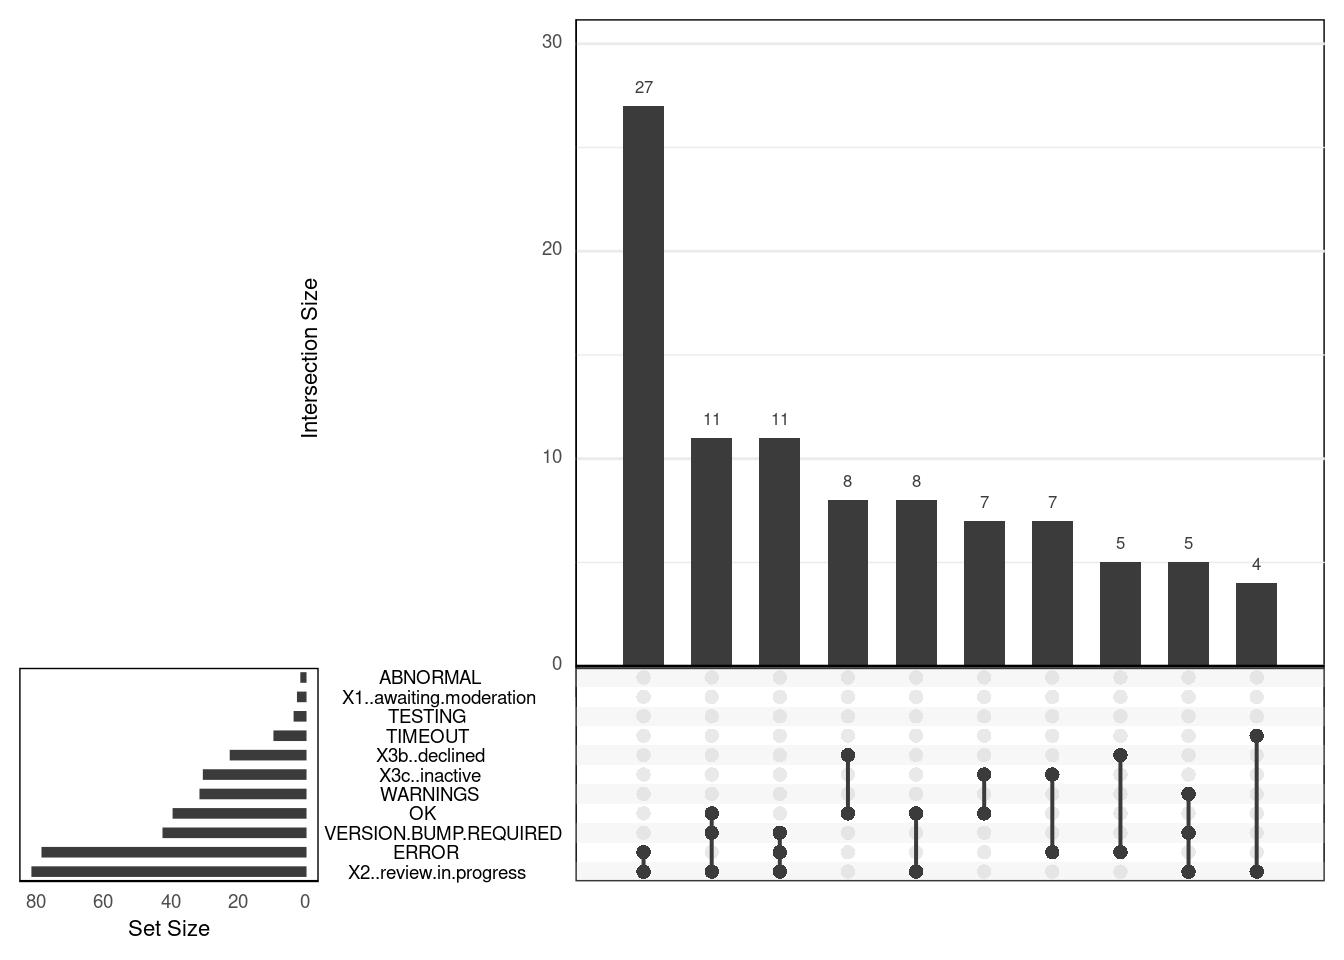 30
20
10
0
Intersection Size
27
11
11
8
8
7
7
5
5
4
ABNORMAL
X1..awaiting.moderation
TESTING
TIMEOUT
X3b..declined
X3c..inactive
WARNINGS
OK
VERSION.BUMP.REQUIRED
ERROR
X2..review.in.progress
80 60 40 20 0
Set Size